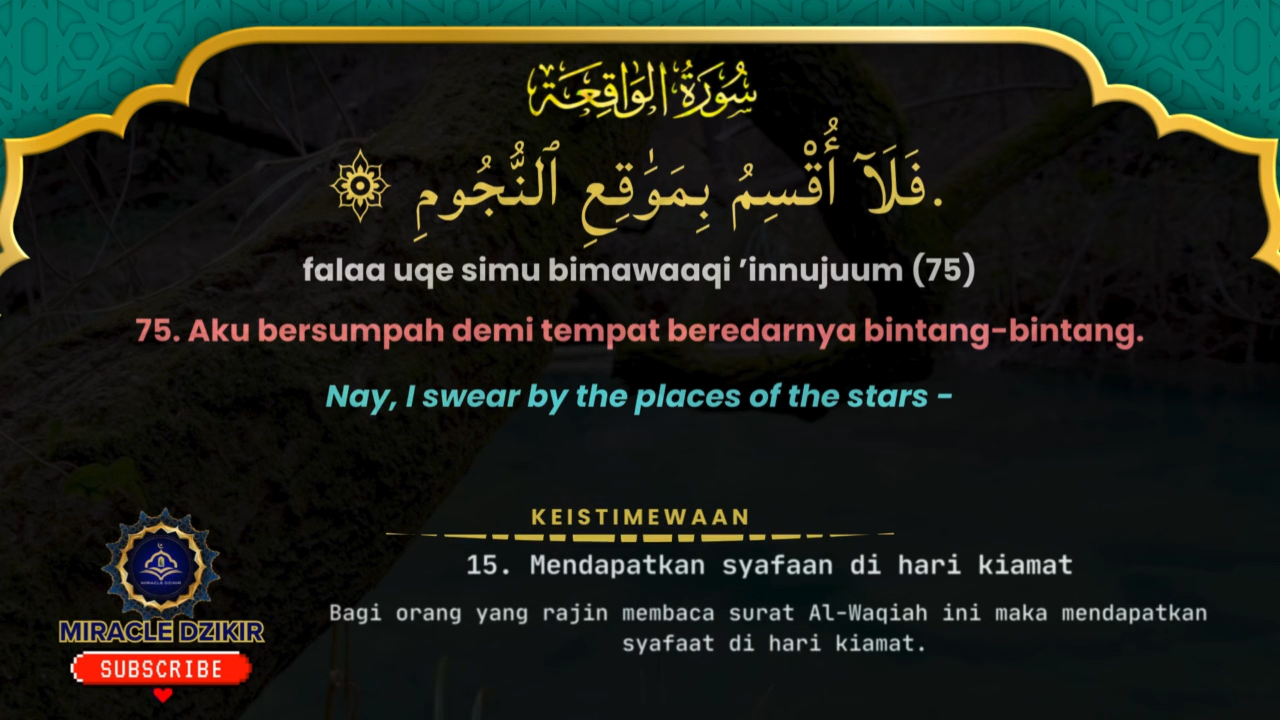 سُورَةُ الوَاقِعَة
فَلَآ أُقْسِمُ بِمَوَٰقِعِ ٱلنُّجُومِ.
falaa uqe simu bimawaaqi ’innujuum (75)
75. Aku bersumpah demi tempat beredarnya bintang-bintang.
Nay, I swear by the places of the stars -
KEISTIMEWAAN
15. Mendapatkan syafaan di hari kiamat
Bagi orang yang rajin membaca surat Al-Waqiah ini maka mendapatkan
syafaat di hari kiamat.
MIRACLE DZIKIR
MIRACLE DZIKIR
SUBSCRIBE